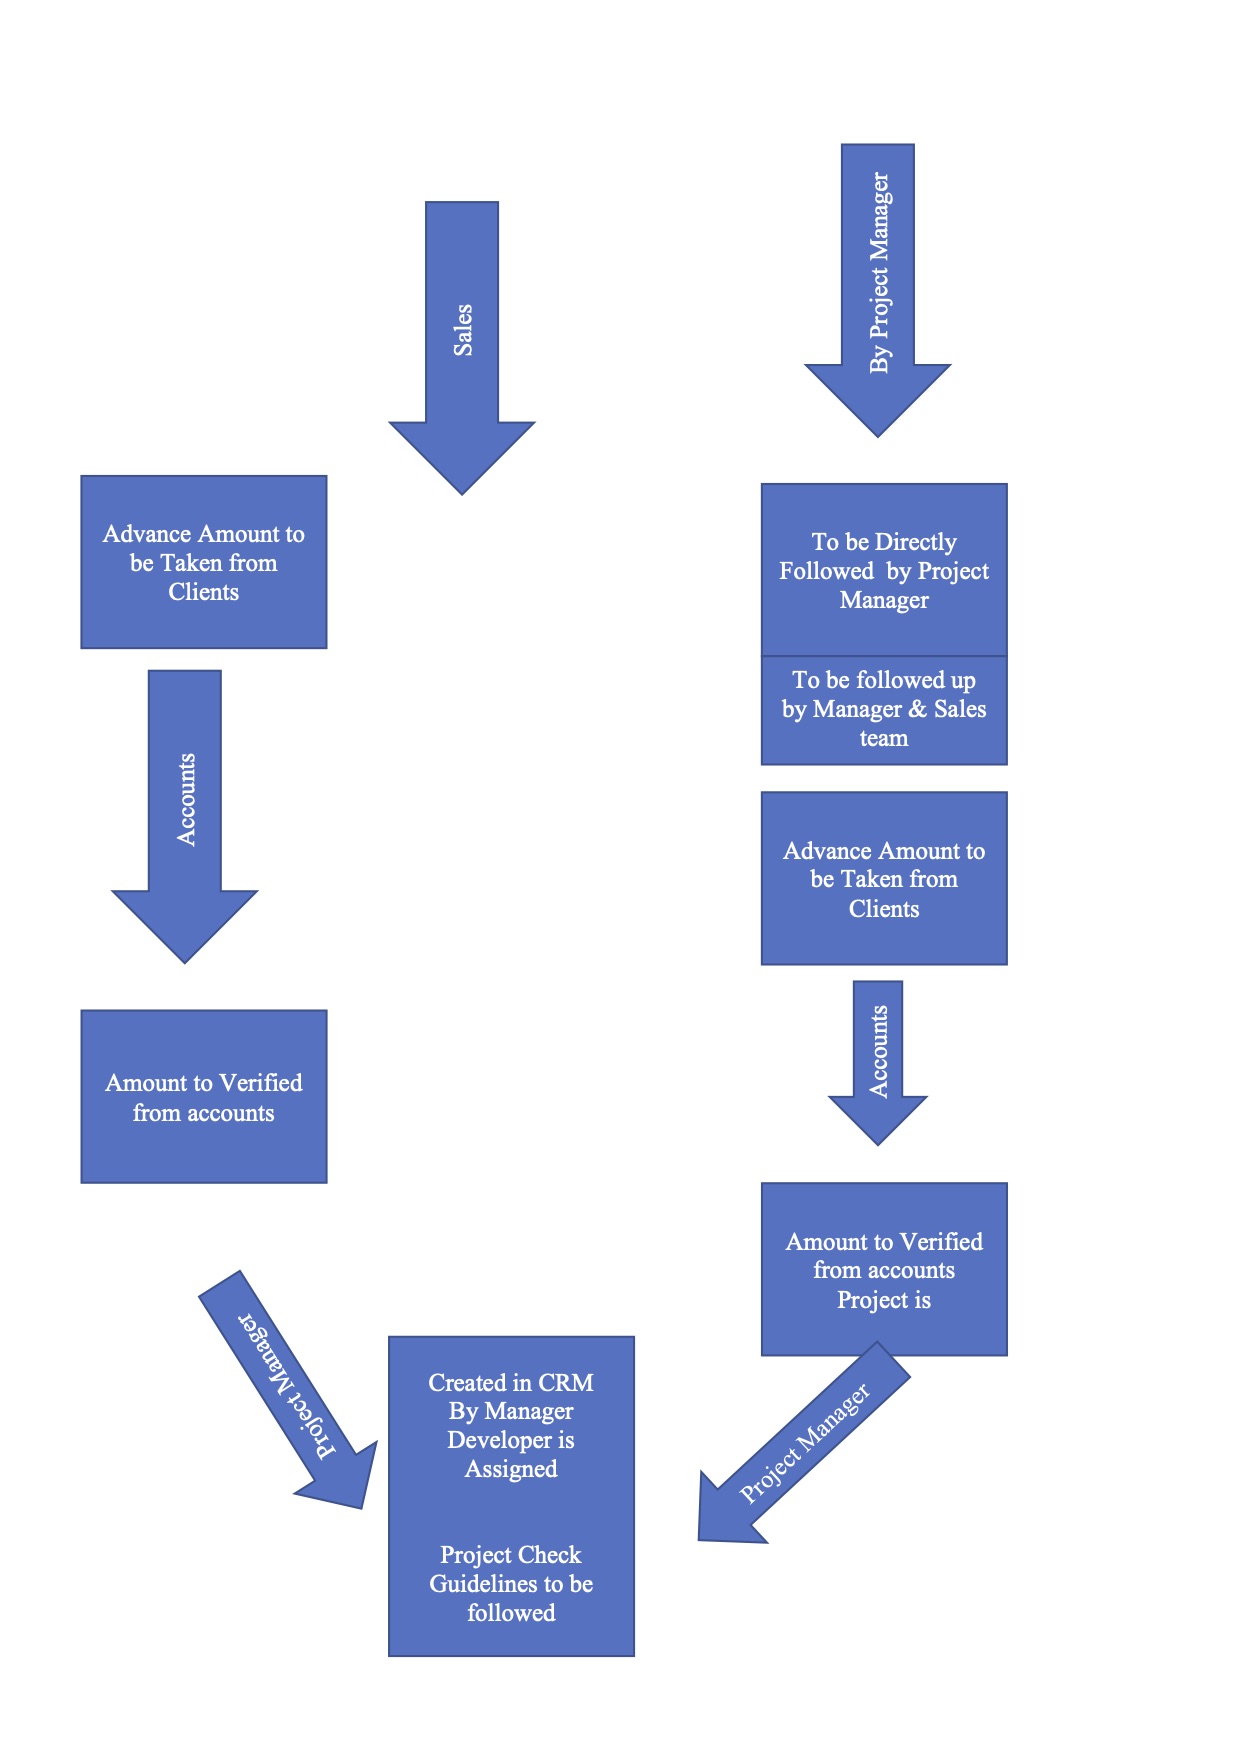 By Project Manager
Sales
Advance Amount to
be Taken from
Clients
To be Directly
Followed  by Project
Manager
To be followed up
by Manager & Sales
team
Accounts
Advance Amount to
be Taken from
Clients
Accounts
Amount to Verified
from accounts
Amount to Verified
from accounts
Project is
Project Manager
Project Manager
Created in CRM
By Manager
Developer is
Assigned
Project Check
Guidelines to be
followed